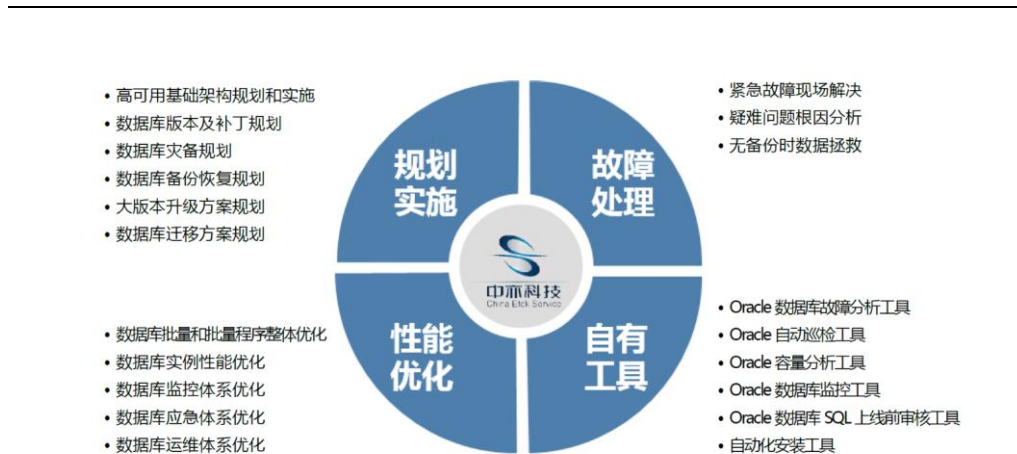 • 高可用基础架构规划和实施
• 数据库版本及补丁规划
• 数据库灾备规划
• 数据库备份恢复规划
• 大版本升级方案规划
• 数据库迁移方案规划
规划
实施
故障
处理
• 紧急故障现场解决
• 疑难问题根因分析
• 无备份时数据拯救
中亦科技
China Etek Service
• 数据库批量和批量程序整体优化
• 数据库实例性能优化
• 数据库监控体系优化
• 数据库应急体系优化
• 数据库运维体系优化
性能
优化
自有
工具
• Oracle 数据库故障分析工具
• Oracle 自动巡检工具
• Oracle 容量分析工具
• Oracle 数据库监控工具
• Oracle 数据库 SQL 上线前审核工具
• 自动化安装工具